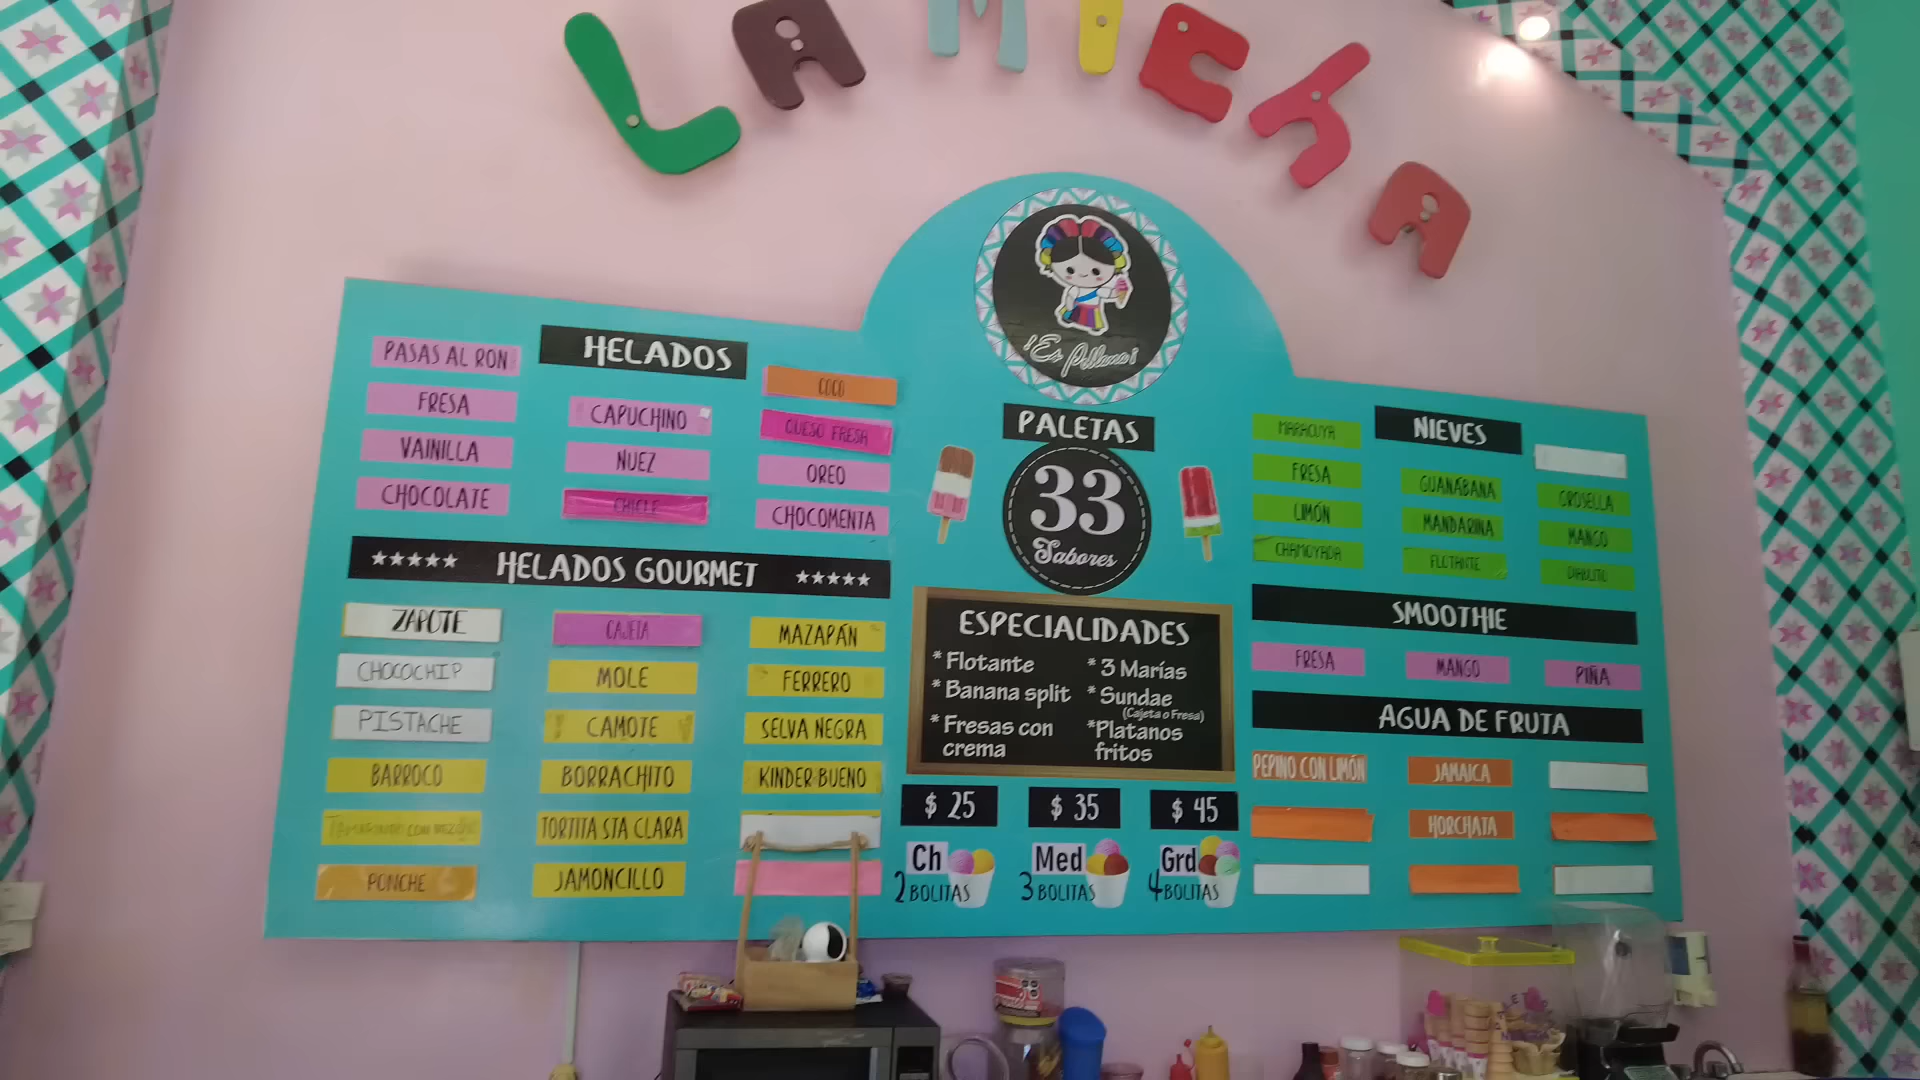 LA MICHA
¡Es Pollana!
HELADOS
PASAS AL RON
FRESA
VAINILLA
CHOCOLATE
CAPUCHINO
NUEZ
CHICLE
COCO
QUESO FRESA
OREO
CHOCOMENTA
★★★★★ HELADOS GOURMET ★★★★★
ZAPOTE
CHOCOCHIP
PISTACHE
BARROCO
PONCHE
CAJETA
MOLE
CAMOTE
BORRACHITO
TORTITA STA CLARA
JAMONCILLO
MAZAPÁN
FERRERO
SELVA NEGRA
KINDER BUENO
PALETAS
33
Sabores
ESPECIALIDADES
* Flotante
* Banana split
* Fresas con
crema
* 3 Marías
* Sundae
(Cajeta o Fresa)
*Platanos
fritos
$ 25
Ch
2 BOLITAS
$ 35
Med
3 BOLITAS
$ 45
Grd
4 BOLITAS
NIEVES
MARACUYA
FRESA
LIMÓN
CHAMOYADA
GUANÁBANA
MANDARINA
FLOTANTE
GROSELLA
MANGO
DIABLITO
SMOOTHIE
FRESA
MANGO
PIÑA
AGUA DE FRUTA
PEPINO CON LIMÓN
JAMAICA
HORCHATA